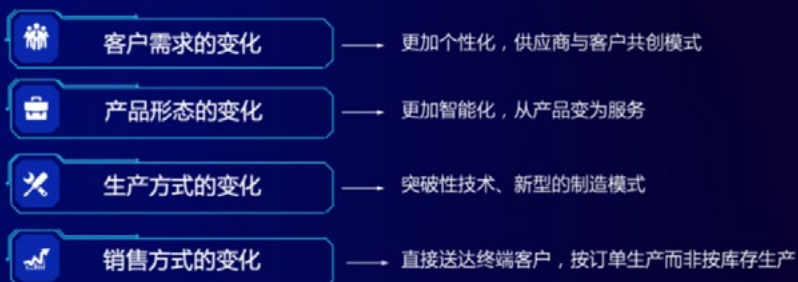 客户需求的变化 更加个性化，供应商与客户共创模式
产品形态的变化 更加智能化，从产品变为服务
生产方式的变化 突破性技术、新型的制造模式
销售方式的变化 直接送达终端客户，按订单生产而非按库存生产